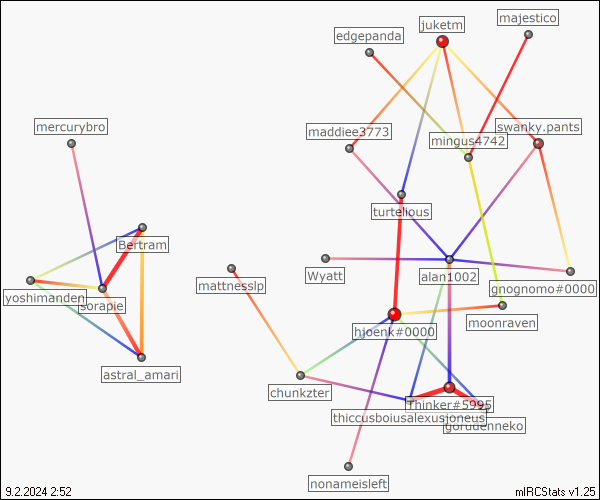 juketm
majestico
edgepanda
mercurybro
maddiee3773
mingus4742
swanky.pants
turtelious
Bertram
Wyatt
alan1002
mattnesslp
gnognomo#0000
yoshimanden
sorapie
moonraven
hjoenk#0000
astral_amari
chunkzter
Thinker#5995
thiccusboiusalexusjoneus
gorudenneko
nonameisleft
9.2.2024 2:52
mIRCStats v1.25